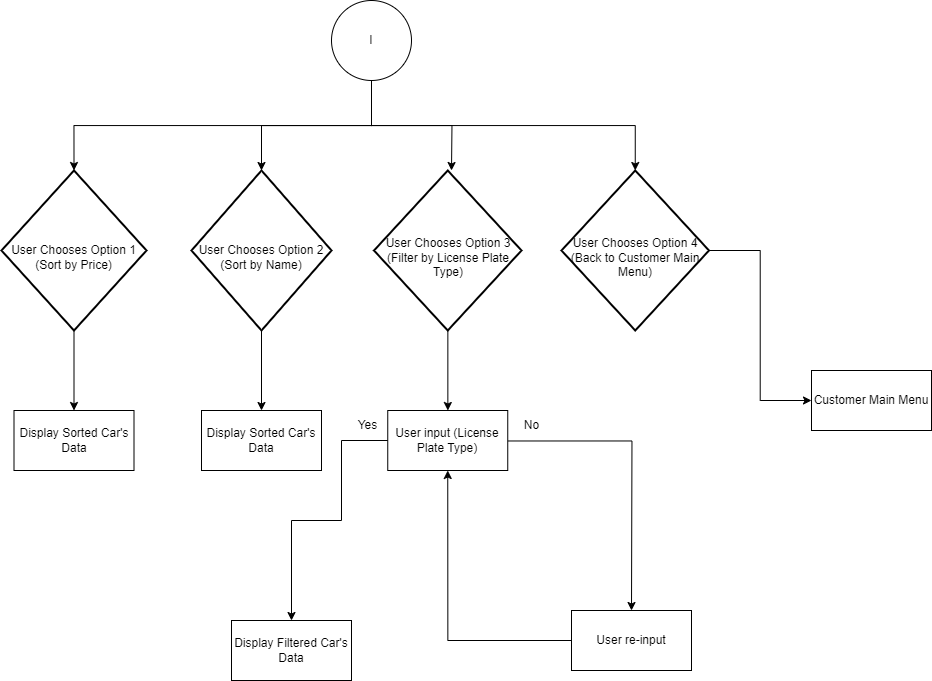 I
User Chooses Option 1
(Sort by Price)
User Chooses Option 2
(Sort by Name)
User Chooses Option 3
(Filter by License Plate
Type)
User Chooses Option 4
(Back to Customer Main
Menu)
Customer Main Menu
Display Sorted Car's
Data
Display Sorted Car's
Data
Yes
User input (License
Plate Type)
No
Display Filtered Car's
Data
User re-input